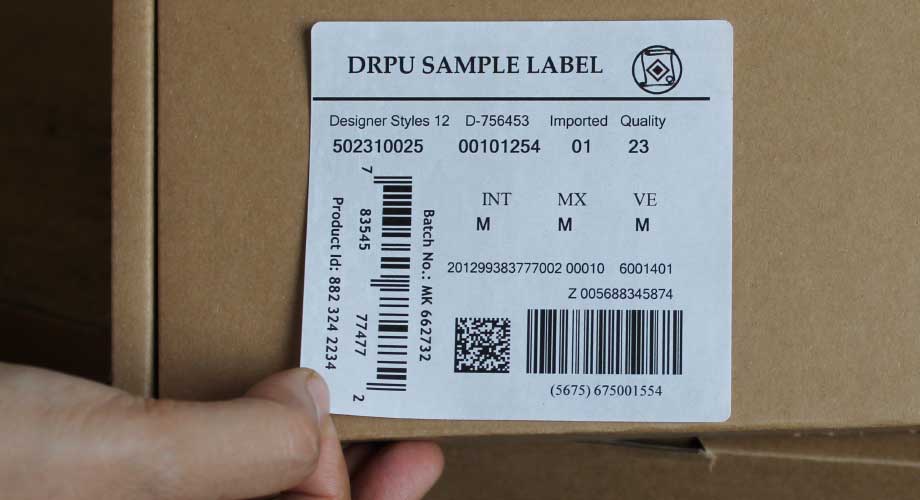 DRPU SAMPLE LABEL
Designer Styles 12 D-756453 Imported Quality
502310025 00101254 01 23
INT MX VE
M M M
201299383777002 00010 6001401
Z 005688345874
(5675) 675001554
Batch No.: MK 662732
7 83545 77477 2
Product Id: 882 324 2234